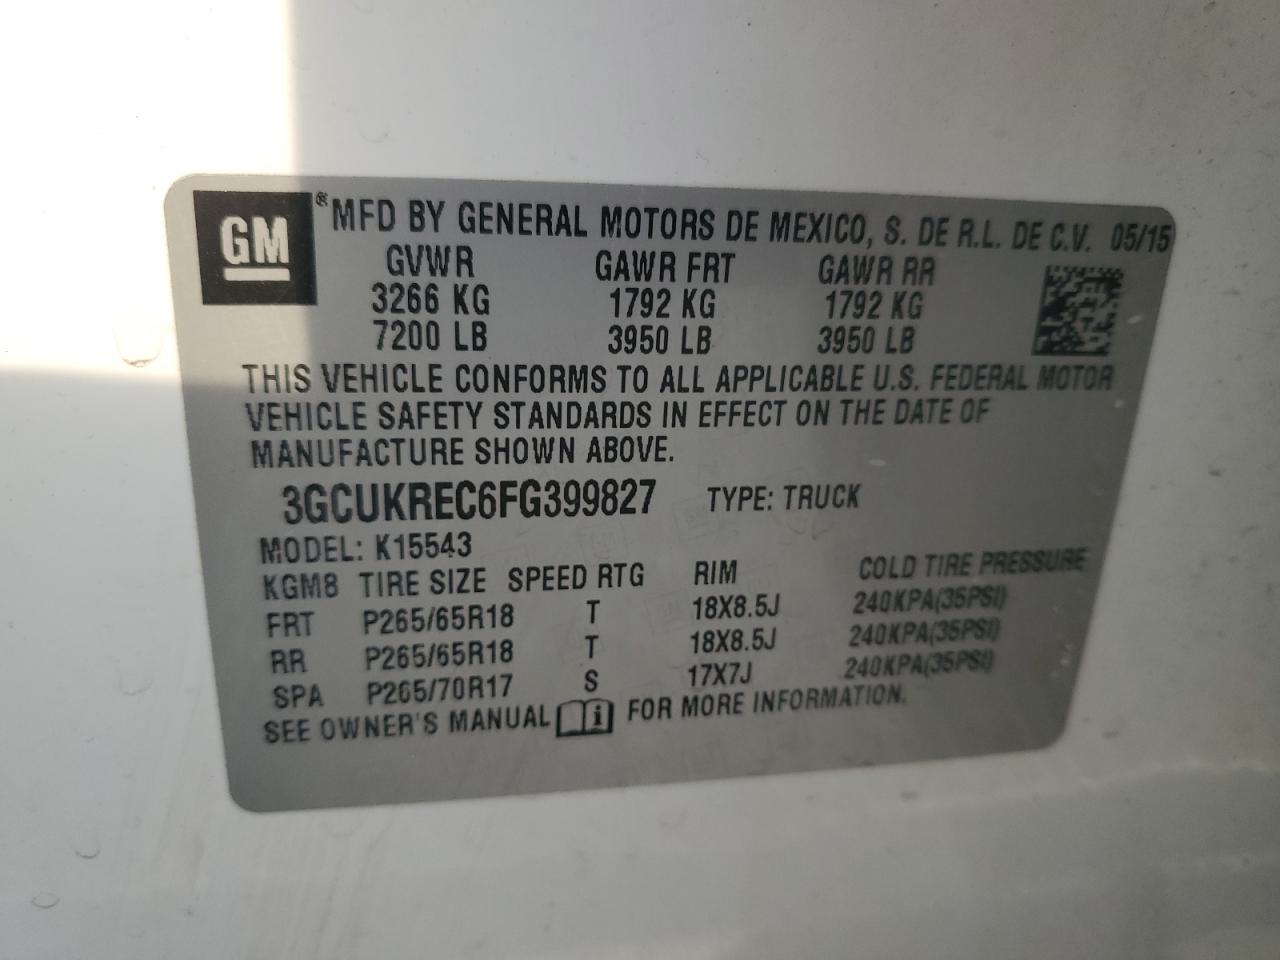 GM ® MFD BY GENERAL MOTORS DE MEXICO, S. DE R.L. DE C.V. 05/15
GVWR GAWR FRT GAWR RR
3266 KG 1792 KG 1792 KG
7200 LB 3950 LB 3950 LB
THIS VEHICLE CONFORMS TO ALL APPLICABLE U.S. FEDERAL MOTOR
VEHICLE SAFETY STANDARDS IN EFFECT ON THE DATE OF
MANUFACTURE SHOWN ABOVE.
3GCUKREC6FG399827 TYPE: TRUCK
MODEL: K15543
KGM8 TIRE SIZE SPEED RTG RIM COLD TIRE PRESSURE
FRT P265/65R18 T 18X8.5J 240KPA(35PSI)
RR P265/65R18 T 18X8.5J 240KPA(35PSI)
SPA P265/70R17 S 17X7J 240KPA(35PSI)
SEE OWNER'S MANUAL i FOR MORE INFORMATION.